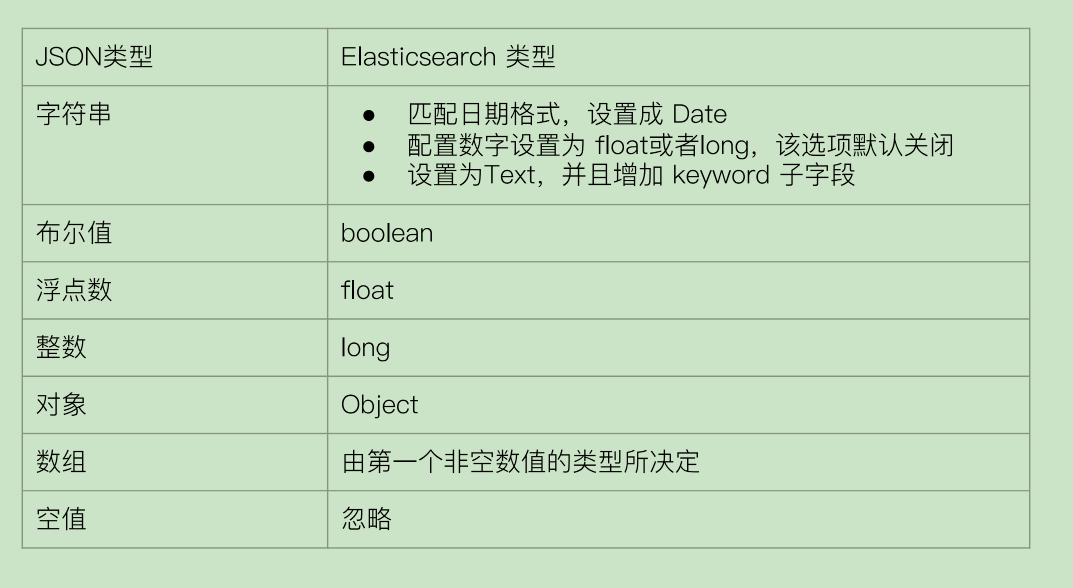 JSON类型
Elasticsearch 类型
字符串
● 匹配日期格式，设置成 Date
● 配置数字设置为 float或者long，该选项默认关闭
● 设置为Text，并且增加 keyword 子字段
布尔值
boolean
浮点数
float
整数
long
对象
Object
数组
由第一个非空数值的类型所决定
空值
忽略